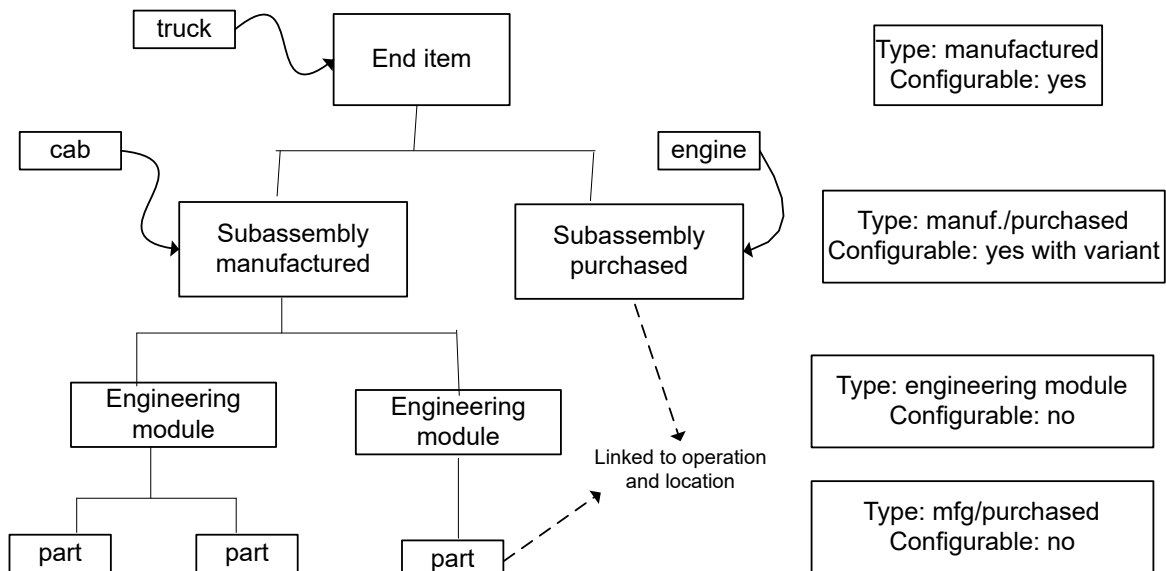 truck
End item
Type: manufactured
Configurable: yes
cab
engine
Subassembly
manufactured
Subassembly
purchased
Type: manuf./purchased
Configurable: yes with variant
Engineering
module
Engineering
module
Type: engineering module
Configurable: no
Linked to operation
and location
part
part
part
Type: mfg/purchased
Configurable: no